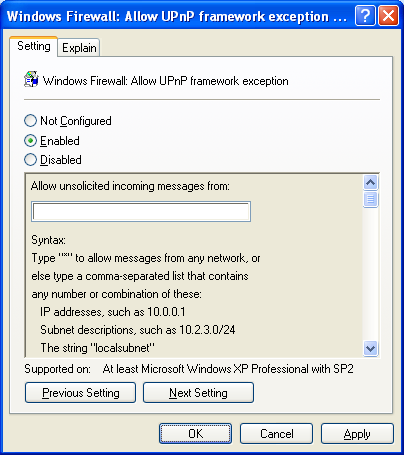 Windows Firewall: Allow UPnP framework exception ...
Setting
Explain
Windows Firewall: Allow UPnP framework exception
Not Configured
Enabled
Disabled
Allow unsolicited incoming messages from:
Syntax:
Type "*" to allow messages from any network, or
else type a comma-separated list that contains
any number or combination of these:
IP addresses, such as 10.0.0.1
Subnet descriptions, such as 10.2.3.0/24
The string "localsubnet"
Supported on: At least Microsoft Windows XP Professional with SP2
Previous Setting
Next Setting
OK
Cancel
Apply